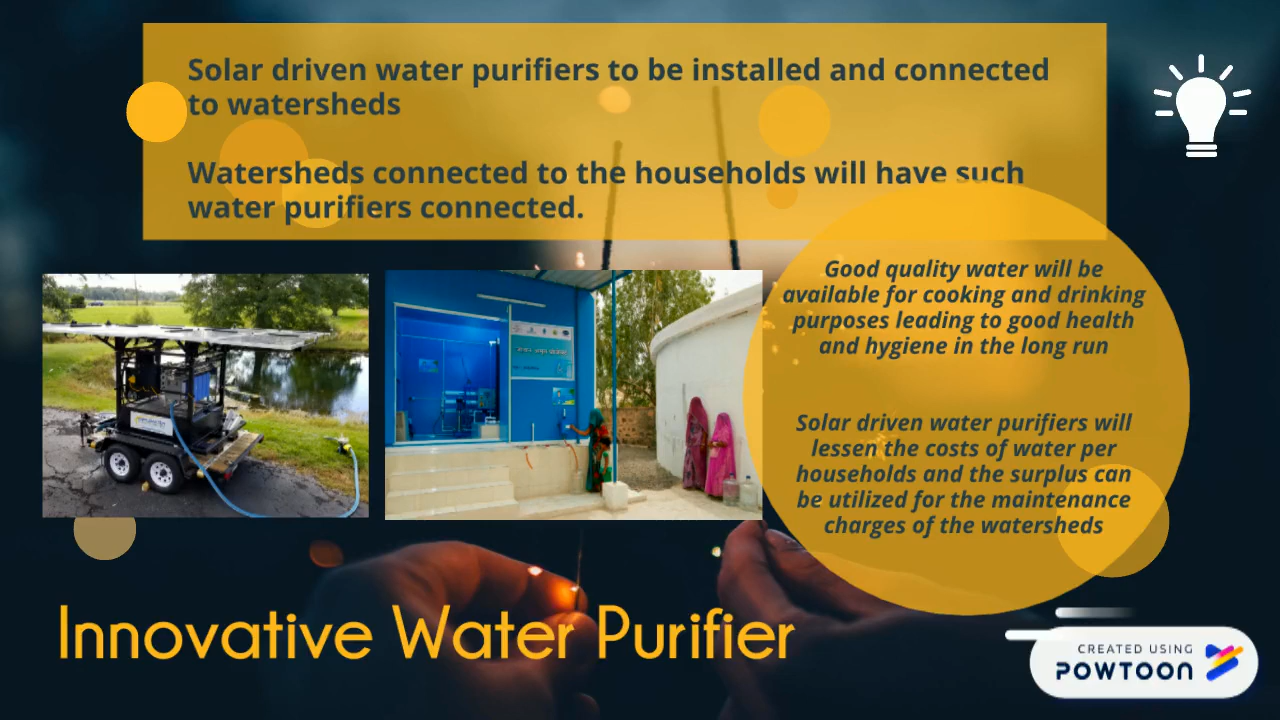 Solar driven water purifiers to be installed and connected
to watersheds
Watersheds connected to the households will have such
water purifiers connected.
Good quality water will be
available for cooking and drinking
purposes leading to good health
and hygiene in the long run
Solar driven water purifiers will
lessen the costs of water per
households and the surplus can
be utilized for the maintenance
charges of the watersheds
Innovative Water Purifier
CREATED USING
POWTOON